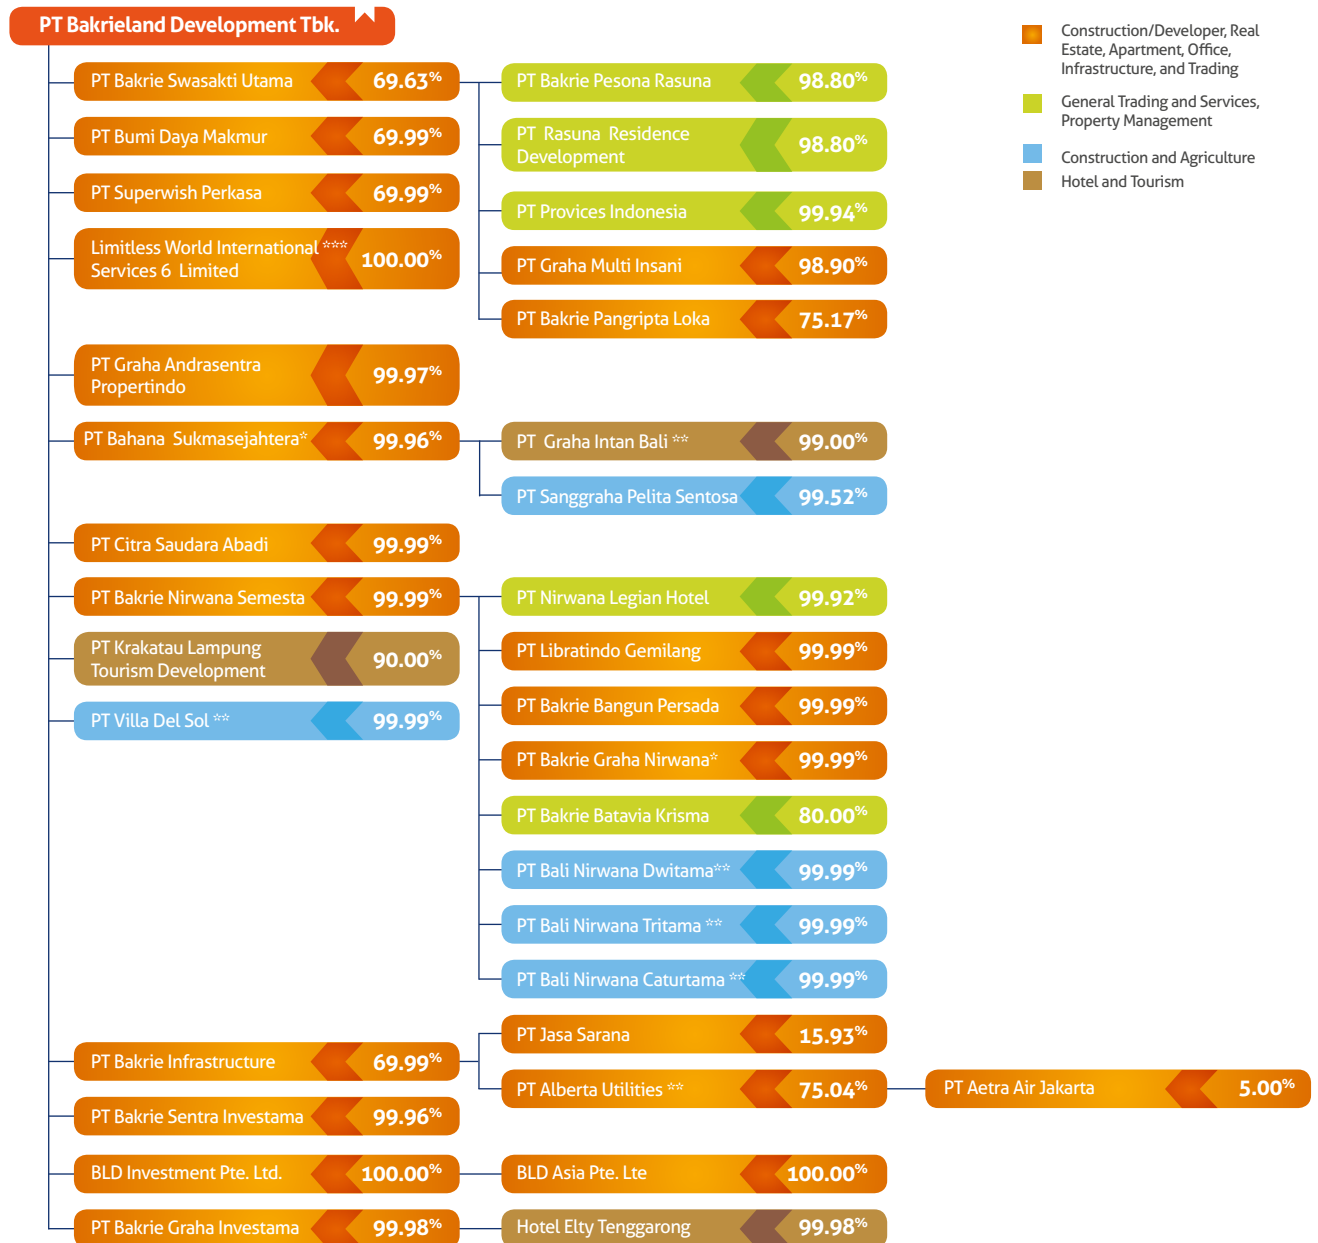 PT Bakrieland Development Tbk.
PT Bakrie Swasakti Utama 69.63%
PT Bumi Daya Makmur 69.99%
PT Superwish Perkasa 69.99%
Limitless World International ☆☆☆
Services 6 Limited 100.00%
PT Graha Andrasentra
Propertindo 99.97%
PT Bahana Sukmasejahtera☆ 99.96%
PT Citra Saudara Abadi 99.99%
PT Bakrie Nirwana Semesta 99.99%
PT Krakatau Lampung
Tourism Development 90.00%
PT Villa Del Sol ☆☆ 99.99%
PT Bakrie Infrastructure 69.99%
PT Bakrie Sentra Investama 99.96%
BLD Investment Pte. Ltd. 100.00%
PT Bakrie Graha Investama 99.98%
PT Bakrie Pesona Rasuna 98.80%
PT Rasuna Residence
Development 98.80%
PT Provices Indonesia 99.94%
PT Graha Multi Insani 98.90%
PT Bakrie Pangripta Loka 75.17%
PT Graha Intan Bali ☆☆ 99.00%
PT Sanggraha Pelita Sentosa 99.52%
PT Nirwana Legian Hotel 99.92%
PT Libratindo Gemilang 99.99%
PT Bakrie Bangun Persada 99.99%
PT Bakrie Graha Nirwana☆ 99.99%
PT Bakrie Batavia Krisma 80.00%
PT Bali Nirwana Dwitama☆☆ 99.99%
PT Bali Nirwana Tritama ☆☆ 99.99%
PT Bali Nirwana Caturtama ☆☆ 99.99%
PT Jasa Sarana 15.93%
PT Alberta Utilities ☆☆ 75.04%
BLD Asia Pte. Lte 100.00%
Hotel Elty Tenggarong 99.98%
PT Aetra Air Jakarta 5.00%
Construction/Developer, Real
Estate, Apartment, Office,
Infrastructure, and Trading
General Trading and Services,
Property Management
Construction and Agriculture
Hotel and Tourism